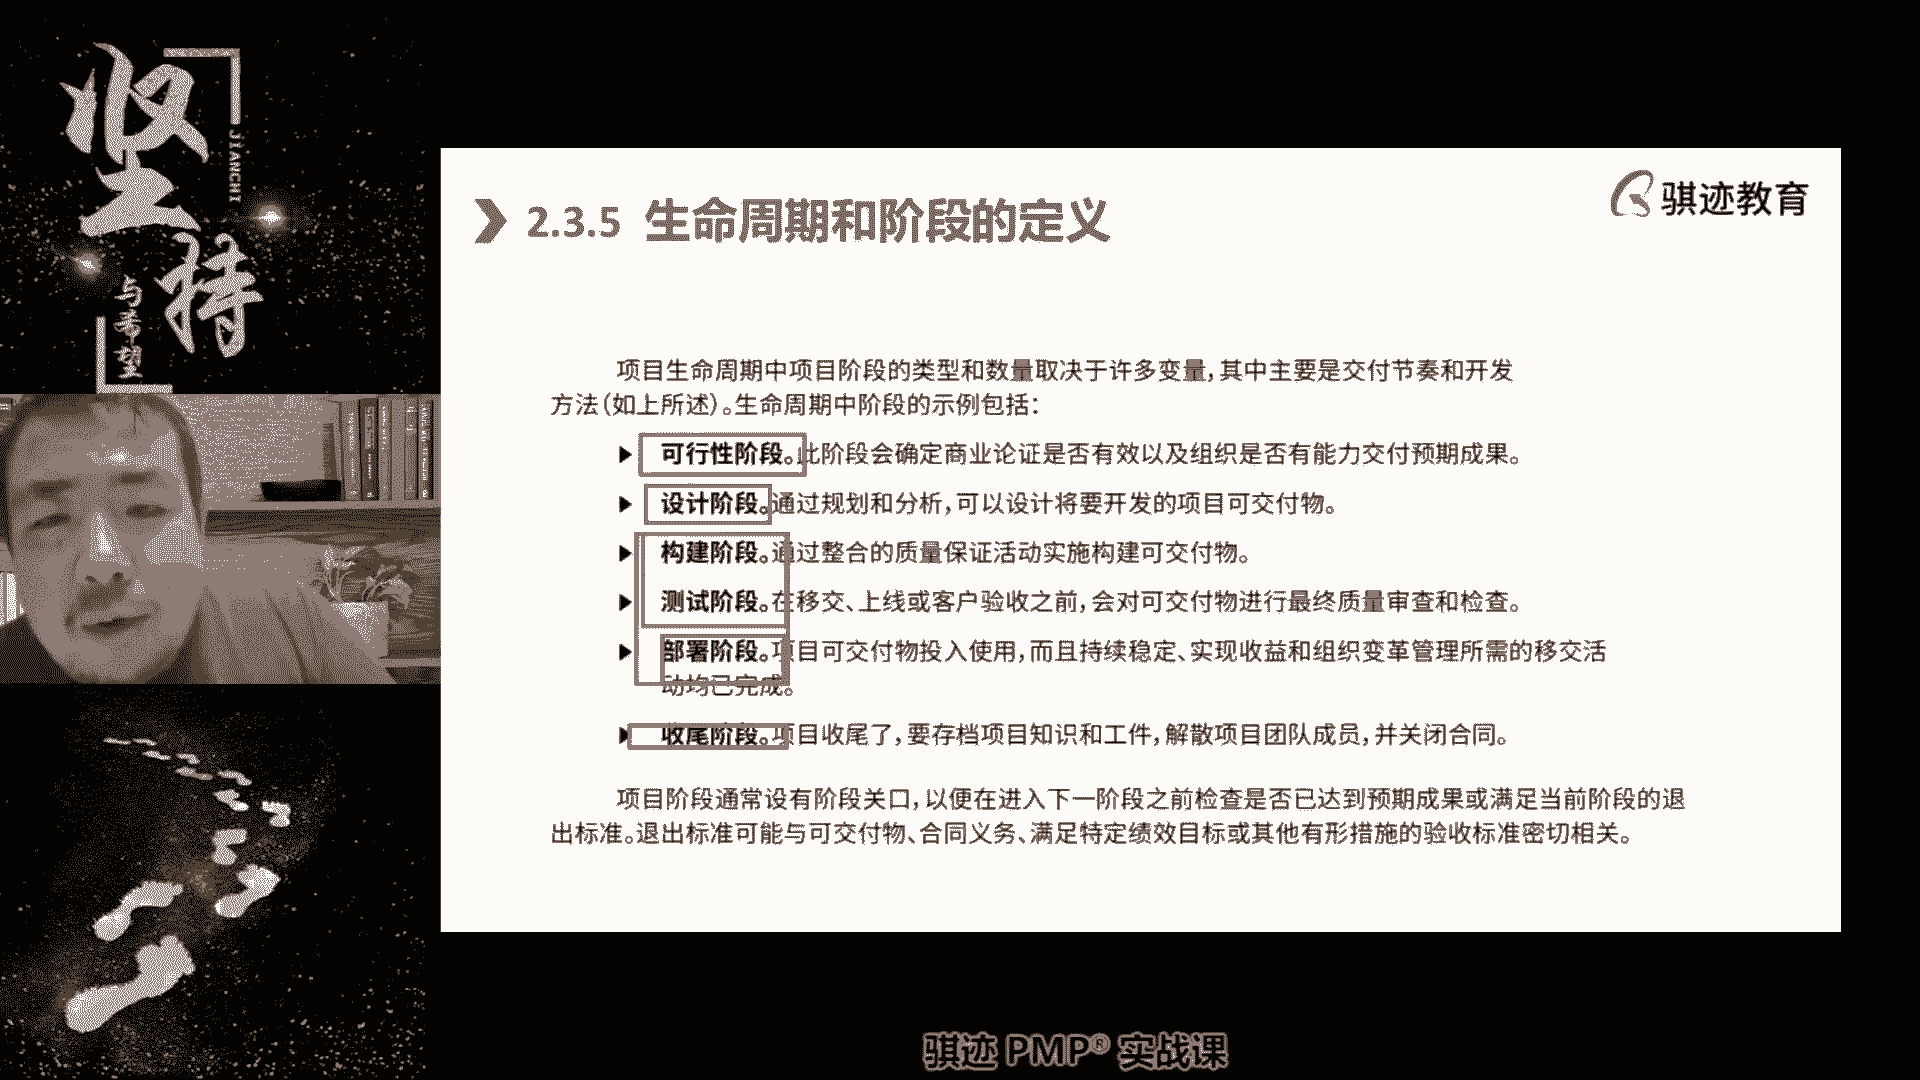 坚持
JIANCHI
与希望
骐迹教育
2.3.5 生命周期和阶段的定义
项目生命周期中项目阶段的类型和数量取决于许多变量，其中主要是交付节奏和开发
方法（如上所述）。生命周期中阶段的示例包括：
可行性阶段。此阶段会确定商业论证是否有效以及组织是否有能力交付预期成果。
设计阶段。通过规划和分析，可以设计将要开发的项目可交付物。
构建阶段。通过整合的质量保证活动实施构建可交付物。
测试阶段。在移交、上线或客户验收之前，会对可交付物进行最终质量审查和检查。
部署阶段。项目可交付物投入使用，而且持续稳定、实现收益和组织变革管理所需的移交活
动均已完成。
收尾阶段。项目收尾了，要存档项目知识和工件，解散项目团队成员，并关闭合同。
项目阶段通常设有阶段关口，以便在进入下一阶段之前检查是否已达到预期成果或满足当前阶段的退
出标准。退出标准可能与可交付物、合同义务、满足特定绩效目标或其他有形措施的验收标准密切相关。
骐迹 PMP® 实战课